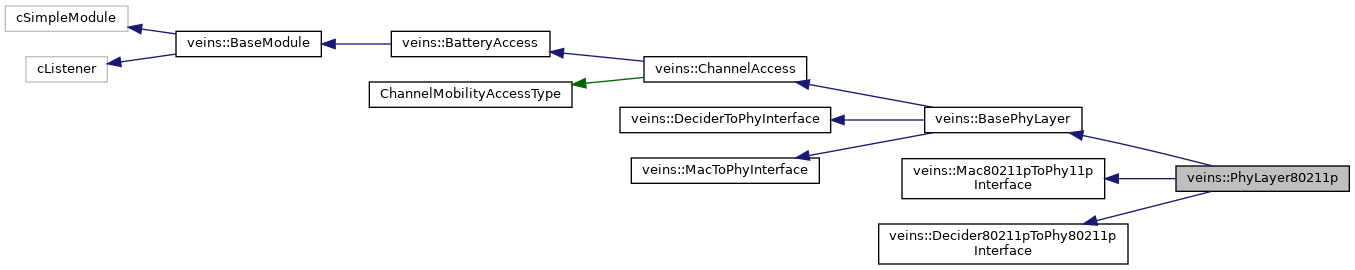 cSimpleModule
cListener
veins::BaseModule
veins::BatteryAccess
ChannelMobilityAccessType
veins::ChannelAccess
veins::DeciderToPhyInterface
veins::MacToPhyInterface
veins::BasePhyLayer
veins::Mac80211pToPhy11p
Interface
veins::Decider80211pToPhy80211p
Interface
veins::PhyLayer80211p